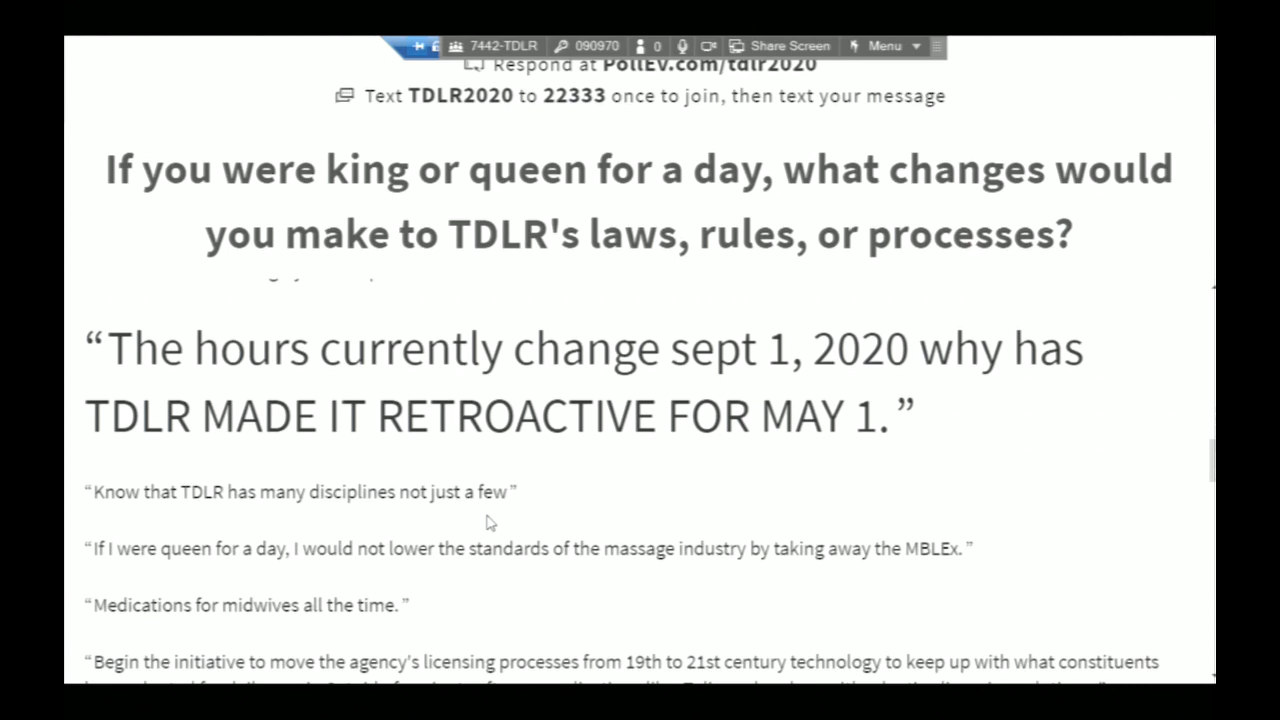 7442-TDLR 090970 0 Share Screen Menu
Respond at PollEv.com/tdlr2020
Text TDLR2020 to 22333 once to join, then text your message
If you were king or queen for a day, what changes would
you make to TDLR's laws, rules, or processes?
“The hours currently change sept 1, 2020 why has
TDLR MADE IT RETROACTIVE FOR MAY 1.”
“Know that TDLR has many disciplines not just a few”
“If I were queen for a day, I would not lower the standards of the massage industry by taking away the MBLEx.”
“Medications for midwives all the time.”
“Begin the initiative to move the agency's licensing processes from 19th to 21st century technology to keep up with what constituents